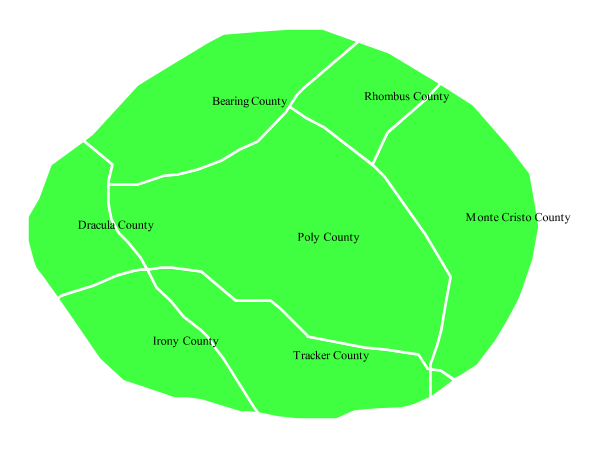 Rhombus County
Bearing County
Monte Cristo County
Dracula County
Poly County
Irony County
Tracker County